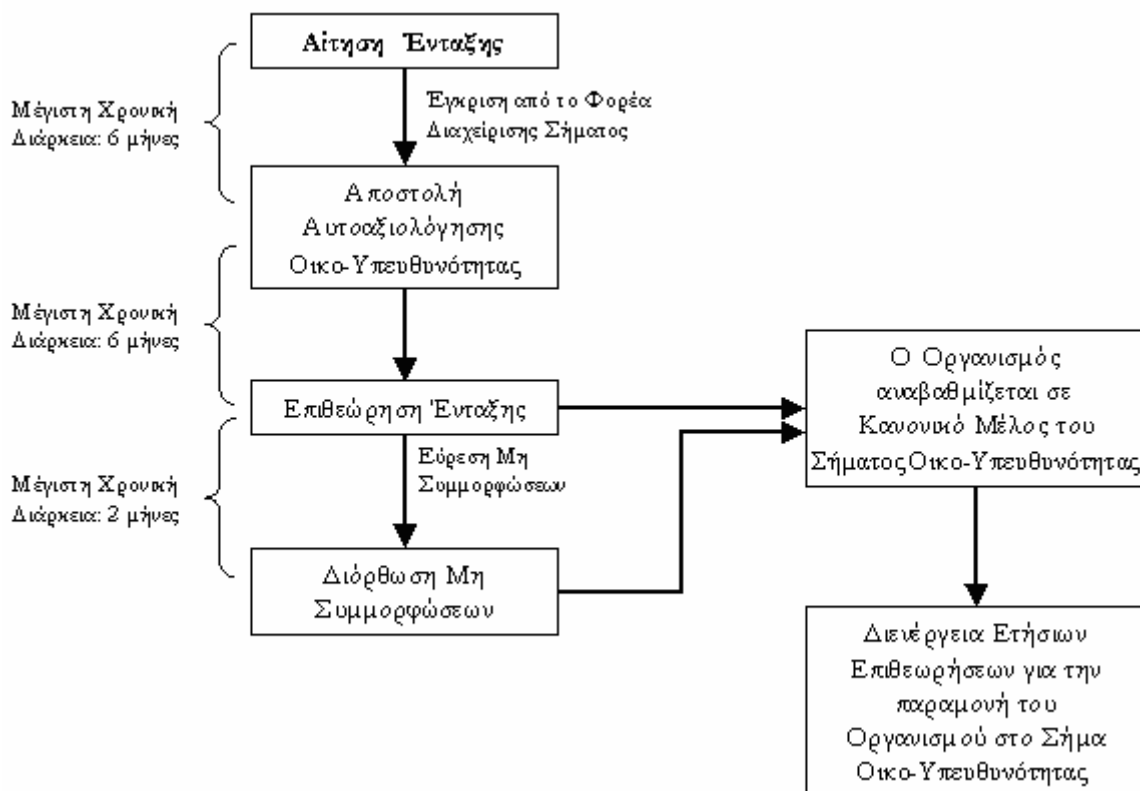 Αίτηση Ένταξης
Μέγιστη Χρονική
Διάρκεια: 6 μήνες
Έγκριση από το Φορέα
Διαχείρισης Σήματος
Αποστολή
Αυτοαξιολόγησης
Οικο-Υπευθυνότητας
Μέγιστη Χρονική
Διάρκεια: 6 μήνες
Επιθεώρηση Ένταξης
Ο Οργανισμός
αναβαθμίζεται σε
Κανονικό Μέλος του
Σήματος Οικο-Υπευθυνότητας
Εύρεση Μη
Συμμορφώσεων
Μέγιστη Χρονική
Διάρκεια: 2 μήνες
Διόρθωση Μη
Συμμορφώσεων
Διενέργεια Ετήσιων
Επιθεωρήσεων για την
παραμονή του
Οργανισμού στο Σήμα
Οικο-Υπευθυνότητας